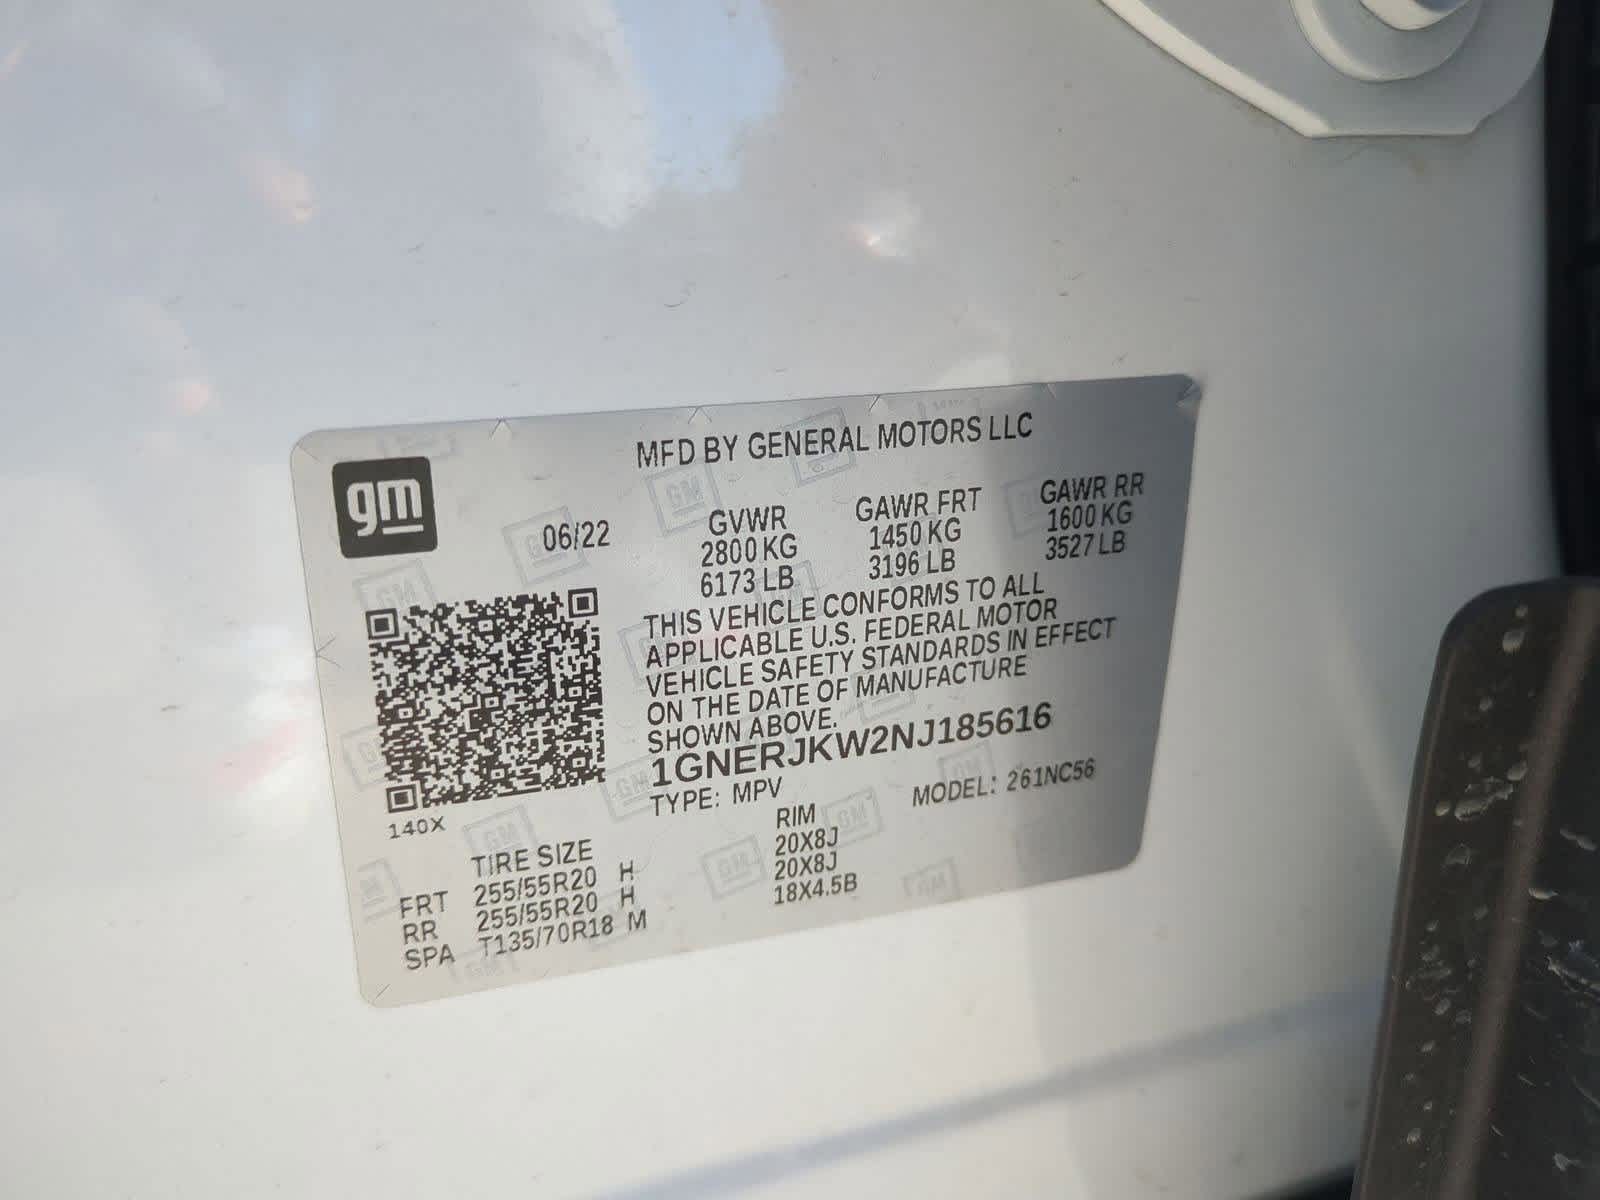 MFD BY GENERAL MOTORS LLC
gm
06/22
GVWR GAWR FRT GAWR RR
2800 KG 1450 KG 1600 KG
6173 LB 3196 LB 3527 LB
THIS VEHICLE CONFORMS TO ALL
APPLICABLE U.S. FEDERAL MOTOR
VEHICLE SAFETY STANDARDS IN EFFECT
ON THE DATE OF MANUFACTURE
SHOWN ABOVE.
1GNERJKW2NJ185616
TYPE: MPV MODEL: 261NC56
140X
TIRE SIZE RIM
FRT 255/55R20 H 20X8J
RR 255/55R20 H 20X8J
SPA T135/70R18 M 18X4.5B